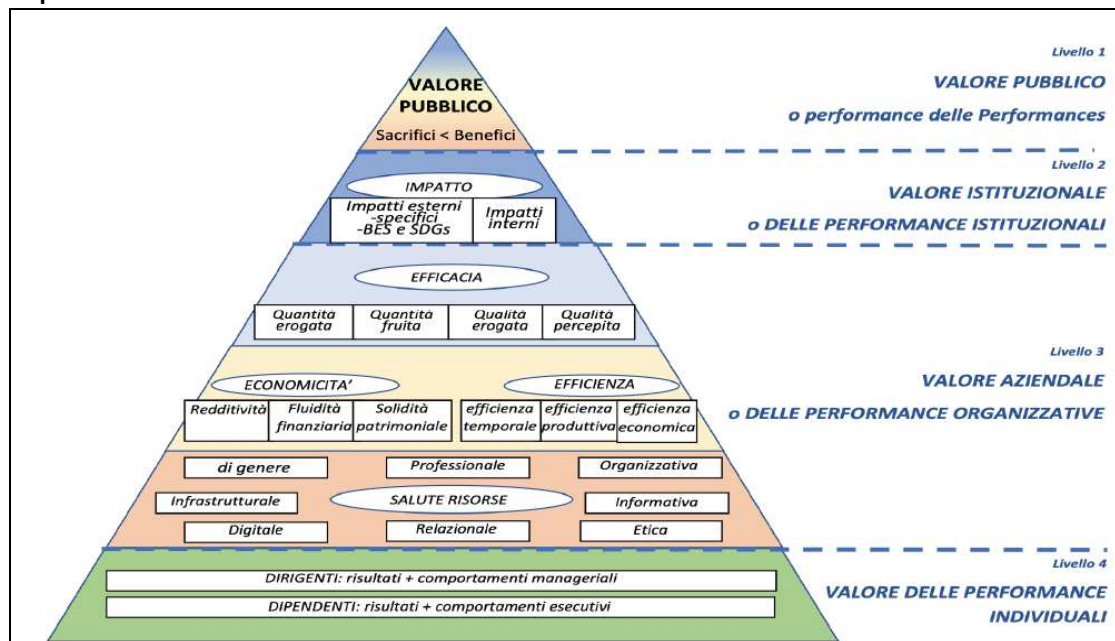 Livello 1
VALORE PUBBLICO
o performance delle Performances
VALORE
PUBBLICO
Sacrifici < Benefici
Livello 2
VALORE ISTITUZIONALE
o DELLE PERFORMANCE ISTITUZIONALI
IMPATTO
Impatti esterni
-specifici
-BES e SDGs
Impatti
interni
EFFICACIA
Quantità
erogata
Quantità
fruita
Qualità
erogata
Qualità
percepita
Livello 3
VALORE AZIENDALE
o DELLE PERFORMANCE ORGANIZZATIVE
ECONOMICITA’
EFFICIENZA
Redditività
Fluidità
finanziaria
Solidità
patrimoniale
efficienza
temporale
efficienza
produttiva
efficienza
economica
di genere
Professionale
Organizzativa
Infrastrutturale
SALUTE RISORSE
Informativa
Digitale
Relazionale
Etica
Livello 4
VALORE DELLE PERFORMANCE
INDIVIDUALI
DIRIGENTI: risultati + comportamenti manageriali
DIPENDENTI: risultati + comportamenti esecutivi